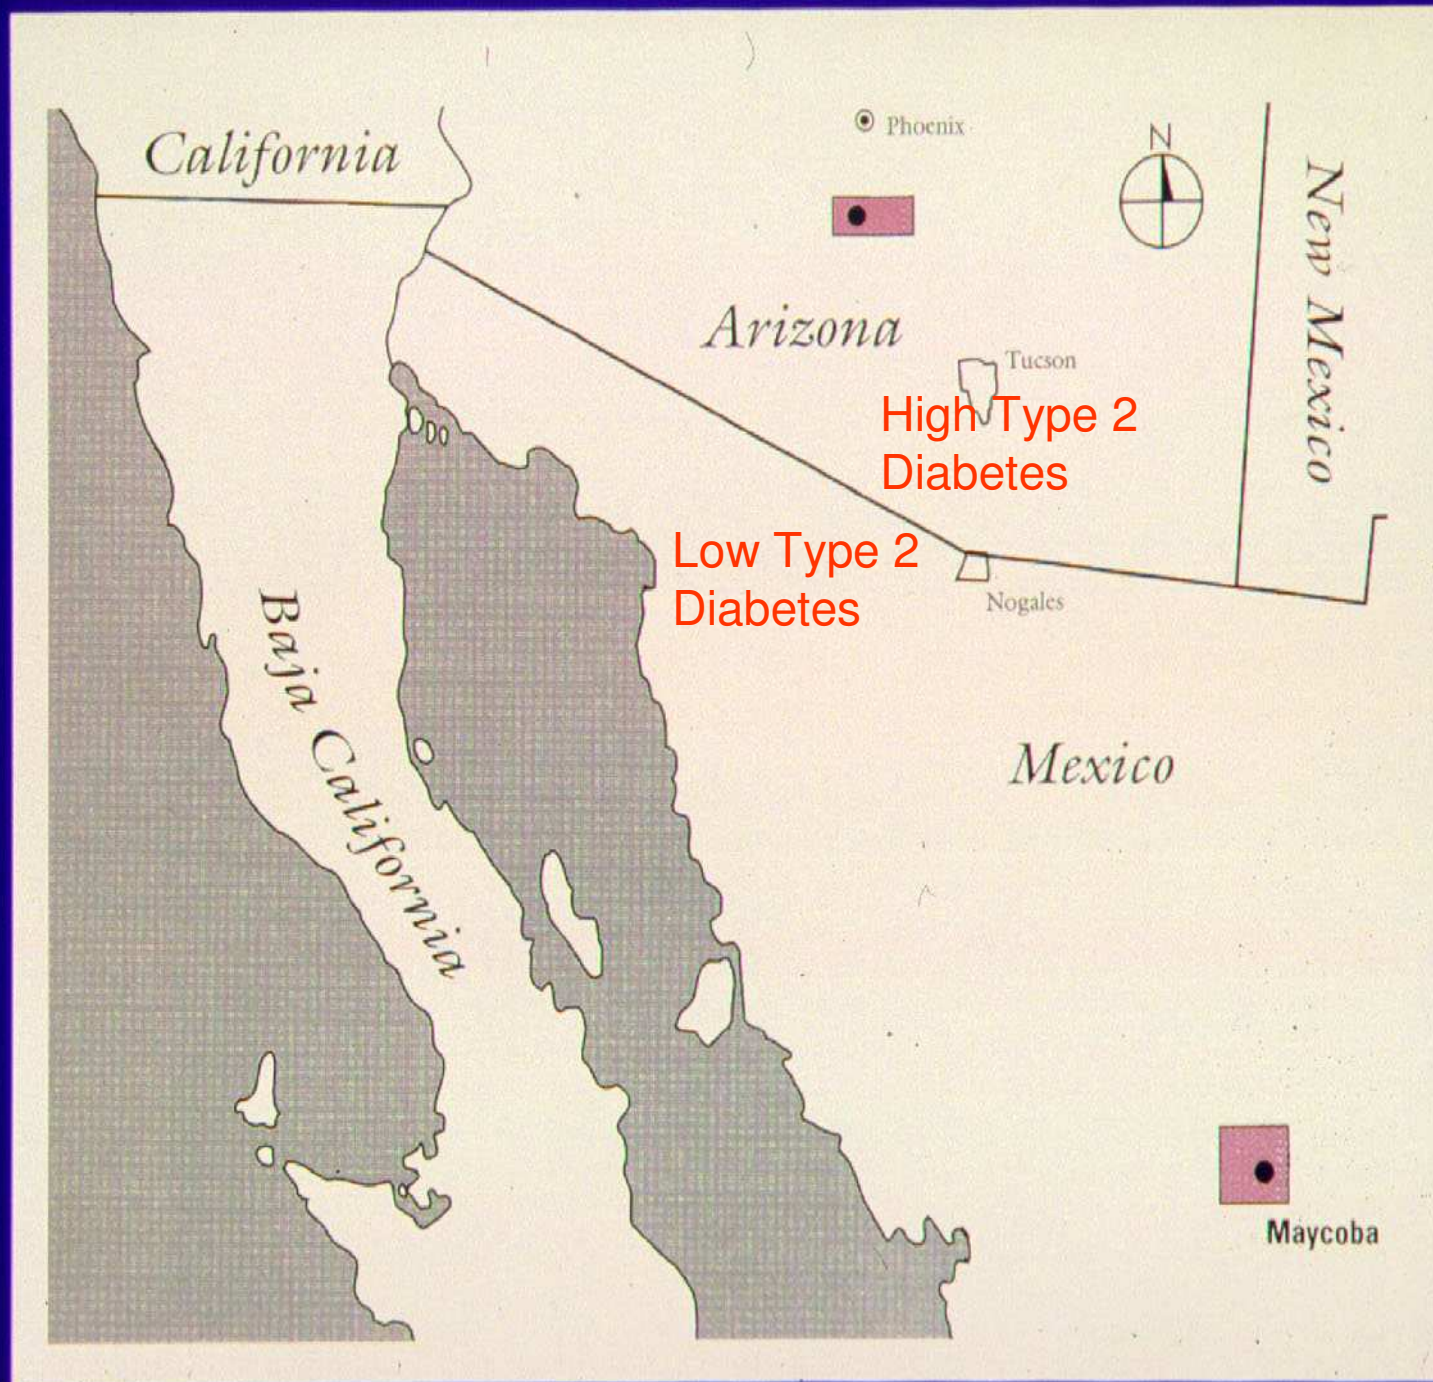 California
Phoenix
N
New Mexico
Arizona
Tucson
High Type 2
Diabetes
Low Type 2
Diabetes
Nogales
Baja California
Mexico
Maycoba